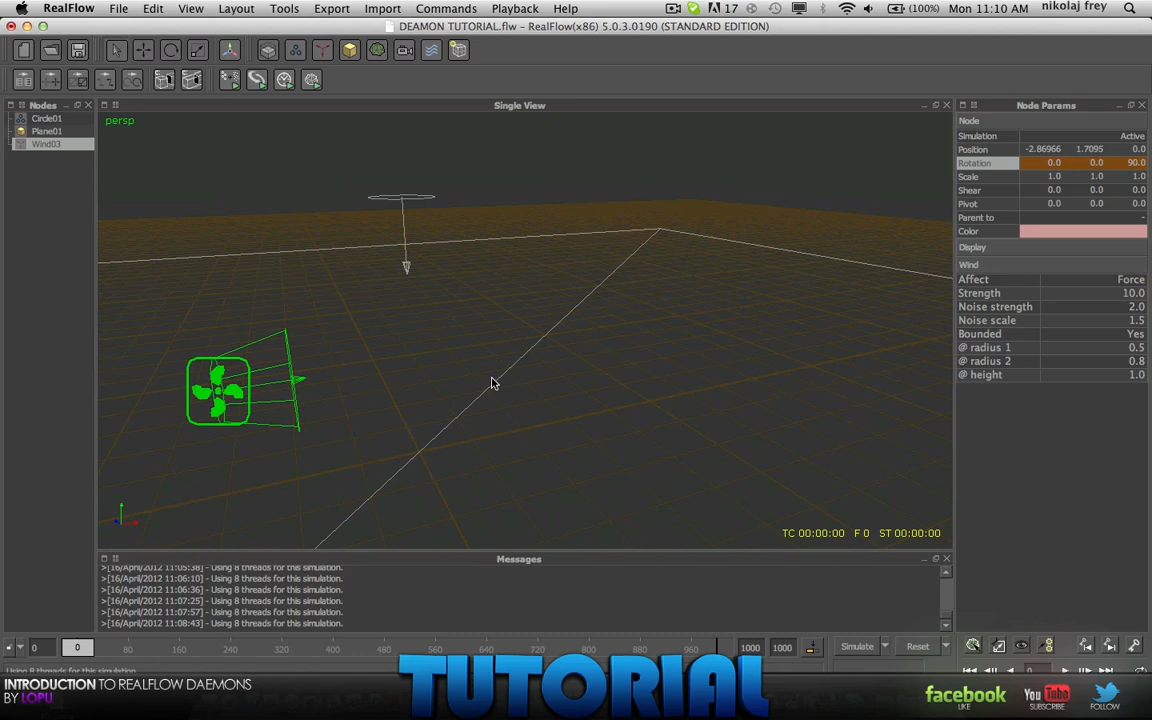 RealFlow File Edit View Layout Tools Export Import Commands Playback Help 17 (100%) Mon 11:10 AM nikolaj frey
DEAMON TUTORIAL.flw - RealFlow(x86) 5.0.3.0190 (STANDARD EDITION)
Nodes
Circle01
Plane01
Wind03
Single View
persp
TC 00:00:00 F 0 ST 00:00:00
Node Params
Node
Simulation Active
Position -2.86966 1.7095 0.0
Rotation 0.0 0.0 90.0
Scale 1.0 1.0 1.0
Shear 0.0 0.0 0.0
Pivot 0.0 0.0 0.0
Parent to -
Color
Display
Wind
Affect Force
Strength 10.0
Noise strength 2.0
Noise scale 1.5
Bounded Yes
@ radius 1 0.5
@ radius 2 0.8
@ height 1.0
Messages
>[16/April/2012 11:05:38] - Using 8 threads for this simulation.
>[16/April/2012 11:06:10] - Using 8 threads for this simulation.
>[16/April/2012 11:06:36] - Using 8 threads for this simulation.
>[16/April/2012 11:07:25] - Using 8 threads for this simulation.
>[16/April/2012 11:07:57] - Using 8 threads for this simulation.
>[16/April/2012 11:08:43] - Using 8 threads for this simulation.
0 0 80 160 240 320 400 480 560 640 720 800 880 960 1000 1000 Simulate Reset
Using 8 threads for this simulation.
0
TUTORIAL
INTRODUCTION TO REALFLOW DAEMONS
BY LOPU
facebook
LIKE
YouTube
SUBSCRIBE
FOLLOW